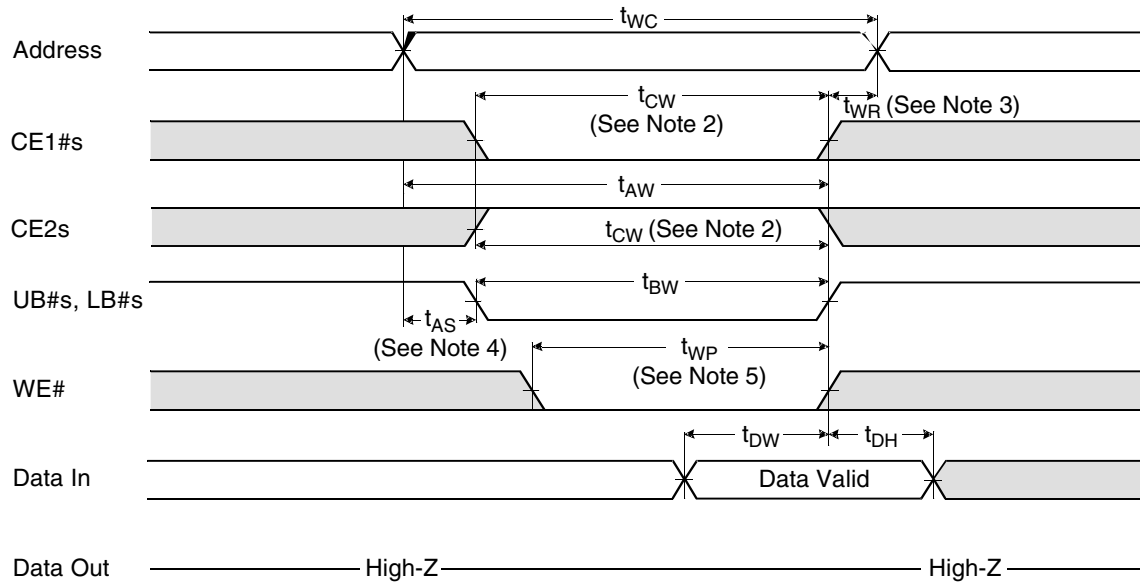 tWC
Address
tCW
(See Note 2)
tWR (See Note 3)
CE1#s
tAW
CE2s
tCW (See Note 2)
tBW
UB#s, LB#s
tAS
(See Note 4)
tWP
(See Note 5)
WE#
tDW
tDH
Data In
Data Valid
Data Out
High-Z
High-Z